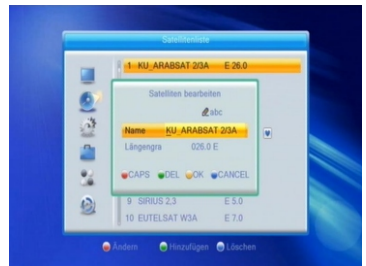 Satellitenliste
1 KU_ARABSAT 2/3A E 26.0
Satelliten bearbeiten
abc
Name KU_ARABSAT 2/3A
Längengra 026.0 E
CAPS DEL OK CANCEL
9 SIRIUS 2,3 E 5.0
10 EUTELSAT W3A E 7.0
Ändern Hinzufügen Löschen